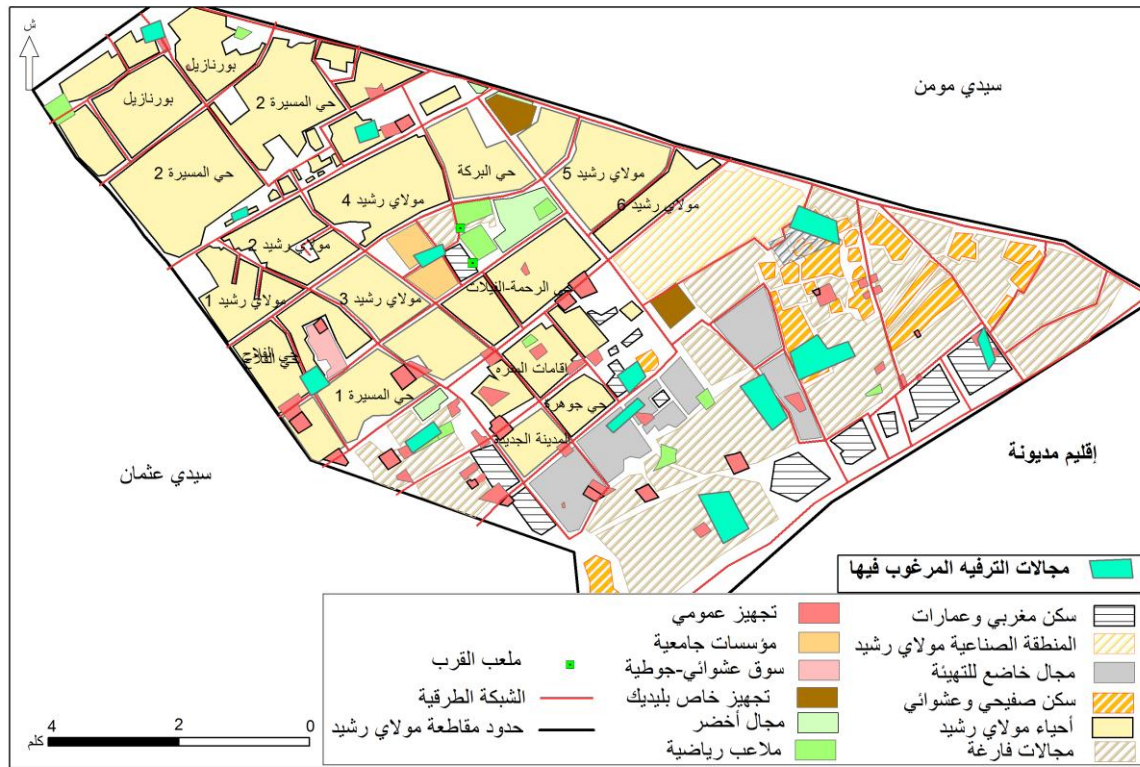 ش
سيدي مومن
بورنازيل
بورنازيل
حي المسيرة 2
حي المسيرة 2
حي البركة
مولاي رشيد 5
مولاي رشيد 6
مولاي رشيد 4
مولاي رشيد 2
مولاي رشيد 1
مولاي رشيد 3
حي الرحمة-الفيلات
حي الفلاح
إقامات
حي المسيرة 1
حي جوهرة
المدينة الجديدة
سيدي عثمان
إقليم مديونة
مجالات الترفيه المرغوب فيها
سكن مغربي وعمارات
المنطقة الصناعية مولاي رشيد
مجال خاضع للتهيئة
سكن صفيحي وعشوائي
أحياء مولاي رشيد
مجالات فارغة
تجهيز عمومي
مؤسسات جامعية
سوق عشوائي-جوطية
تجهيز خاص بليديك
مجال أخضر
ملاعب رياضية
ملعب القرب
الشبكة الطرقية
حدود مقاطعة مولاي رشيد
4 2 0
كلم